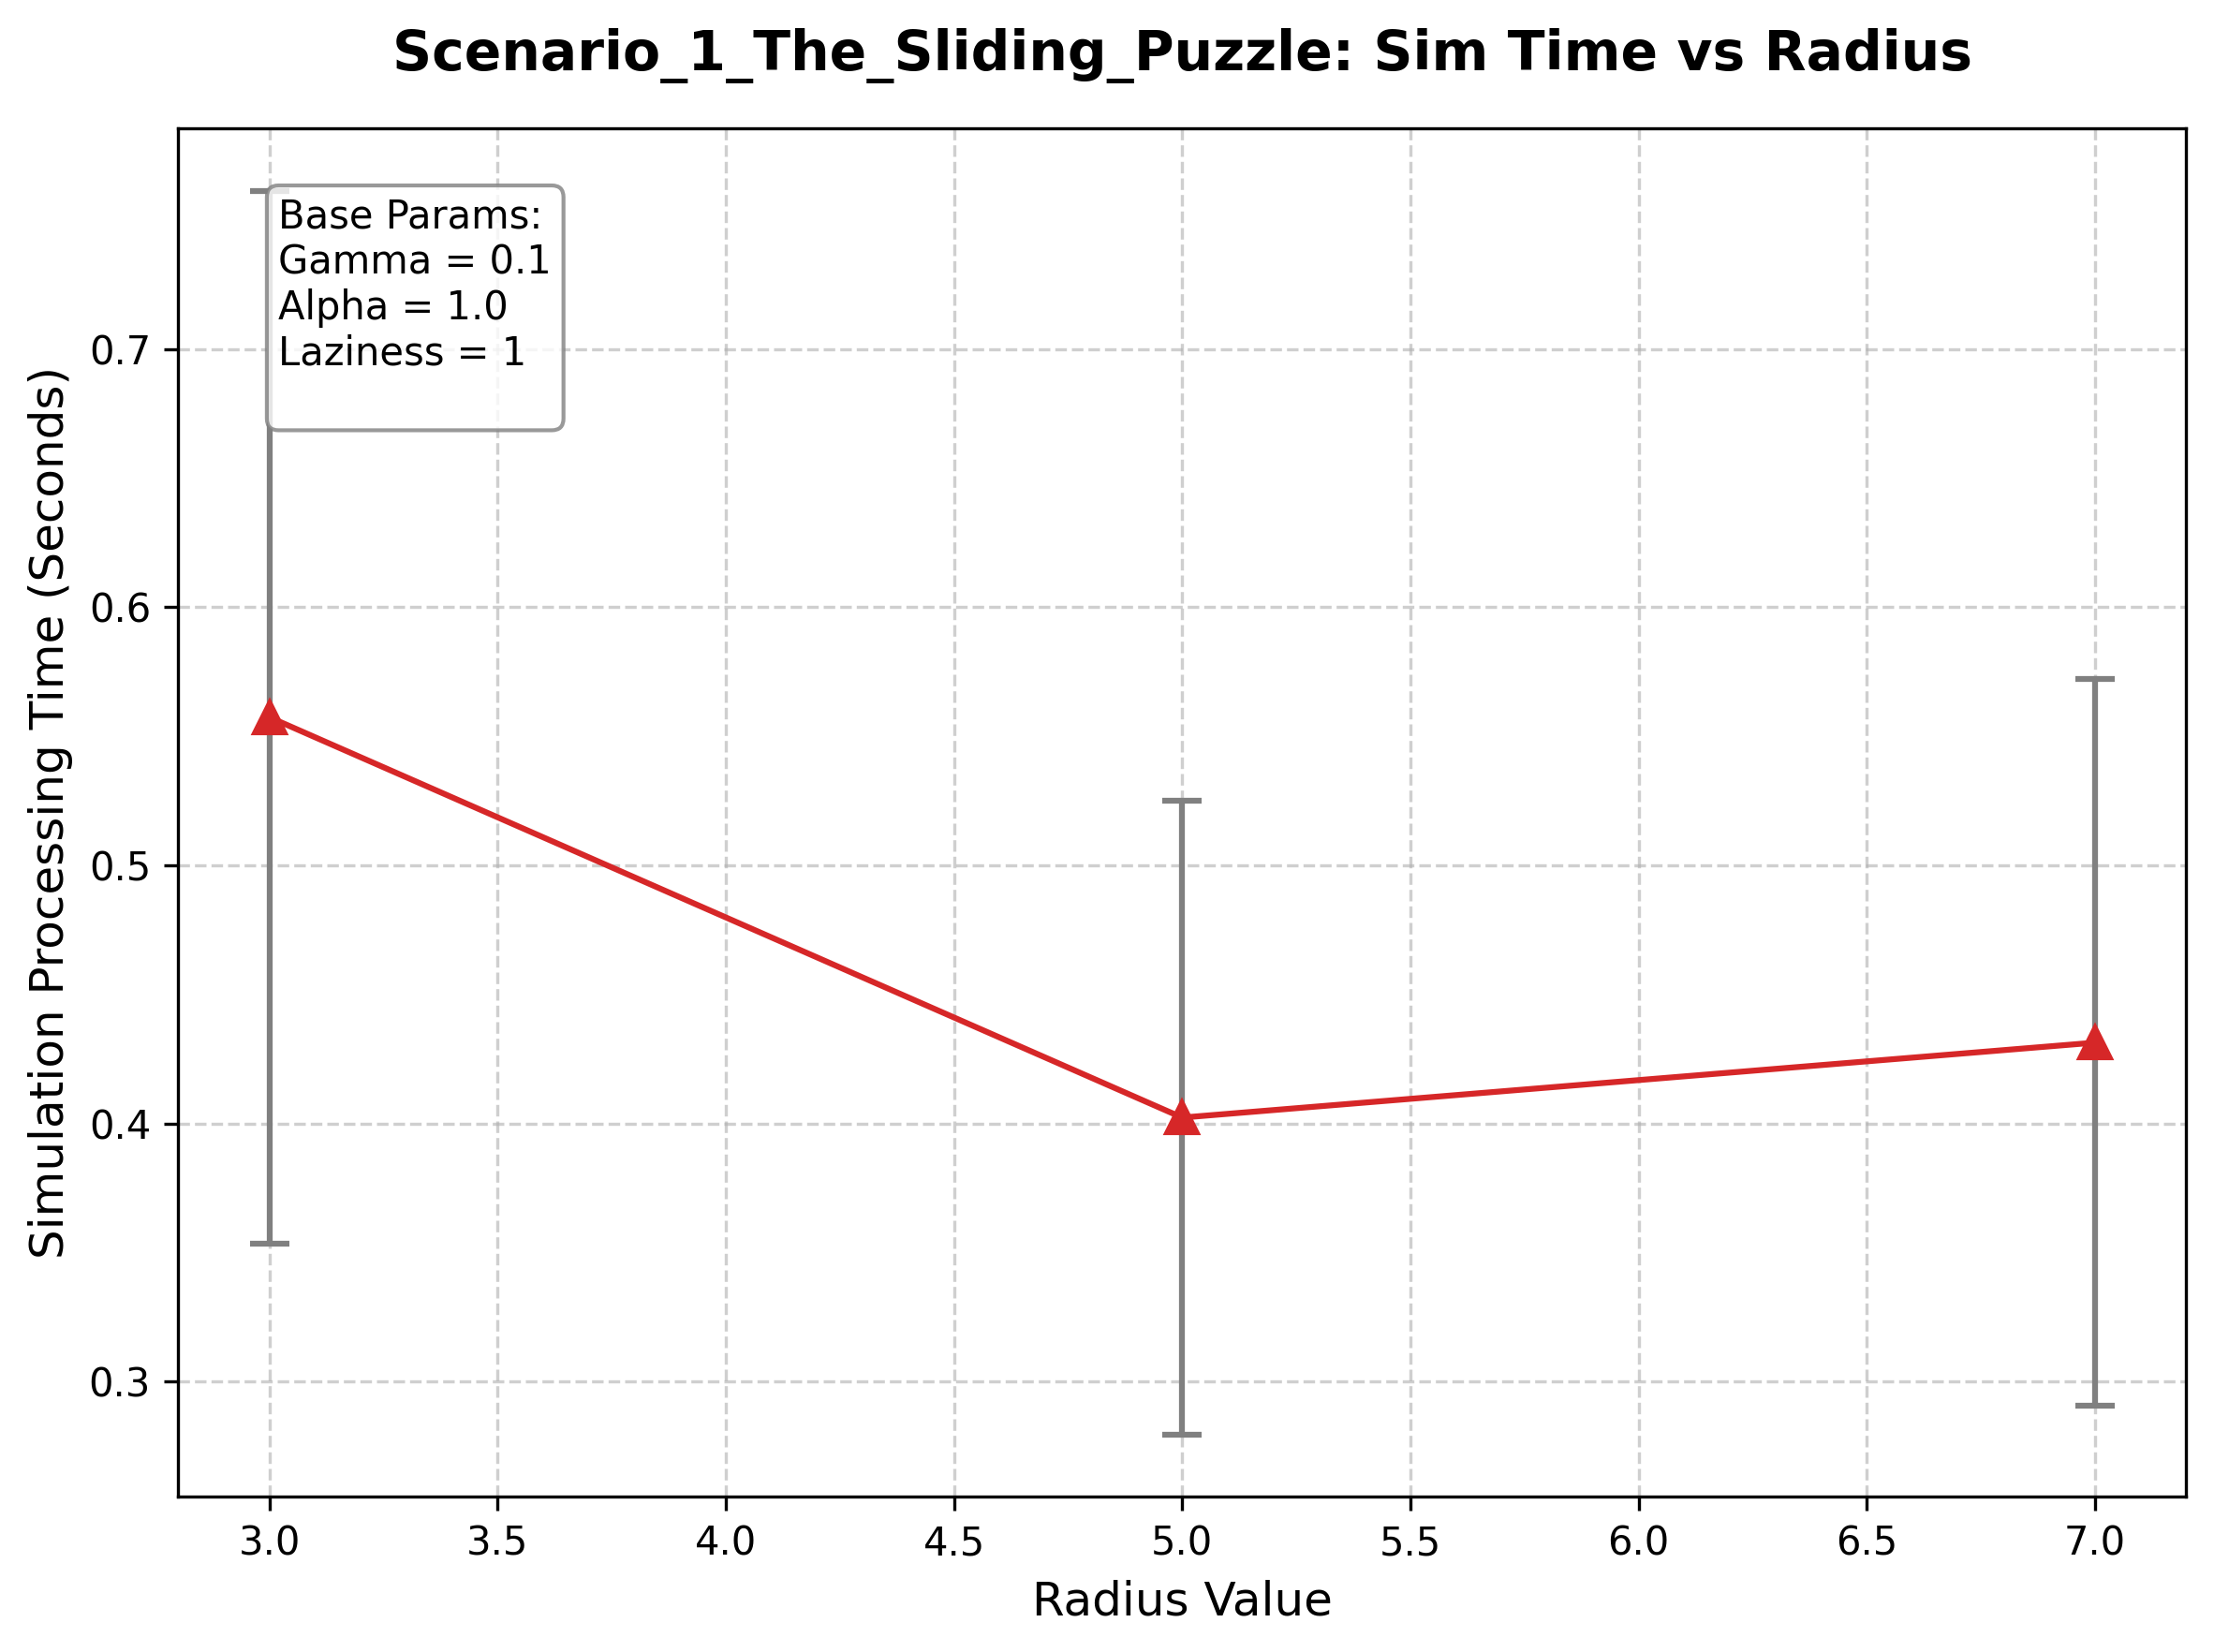 Scenario_1_The_Sliding_Puzzle: Sim Time vs Radius
Base Params:
Gamma = 0.1
Alpha = 1.0
Laziness = 1
Simulation Processing Time (Seconds)
0.7
0.6
0.5
0.4
0.3
3.0 3.5 4.0 4.5 5.0 5.5 6.0 6.5 7.0
Radius Value